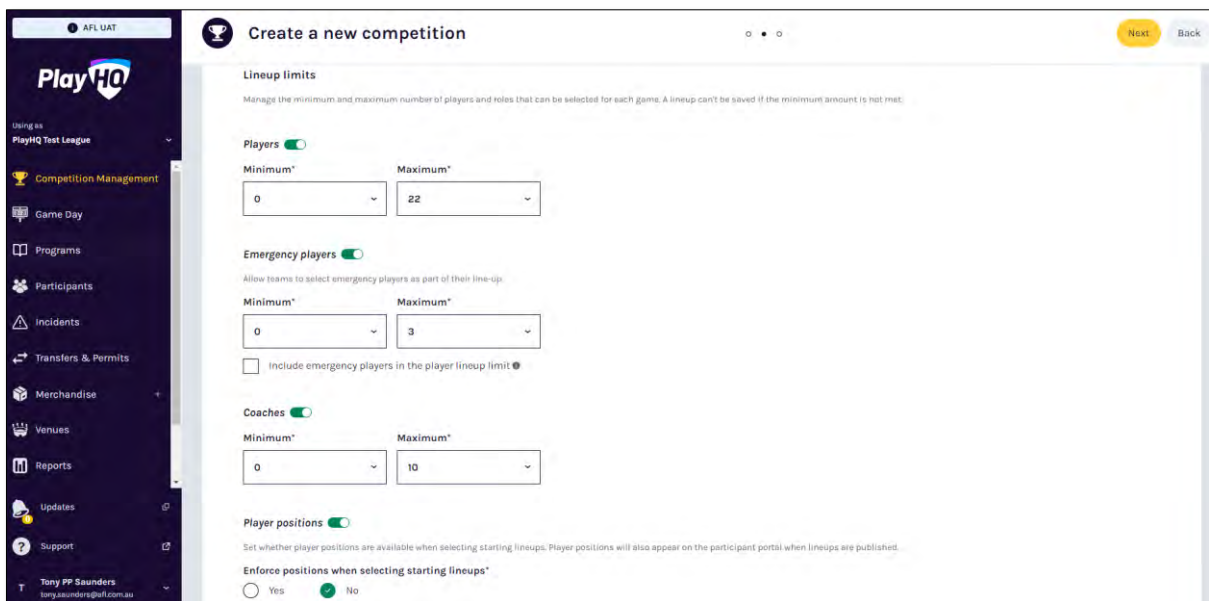 AFL UAT
PlayHQ
Using as
PlayHQ Test League
Competition Management
Game Day
Programs
Participants
Incidents
Transfers & Permits
Merchandise +
Venues
Reports
Updates
Support
T
Tony PP Saunders
tony.saunders@afl.com.au
Create a new competition
Next Back
Lineup limits
Manage the minimum and maximum number of players and roles that can be selected for each game. A lineup can't be saved if the minimum amount is not met.
Players
Minimum* Maximum*
0 22
Emergency players
Allow teams to select emergency players as part of their line-up.
Minimum* Maximum*
0 3
Include emergency players in the player lineup limit
Coaches
Minimum* Maximum*
0 10
Player positions
Set whether player positions are available when selecting starting lineups. Player positions will also appear on the participant portal when lineups are published.
Enforce positions when selecting starting lineups*
Yes No